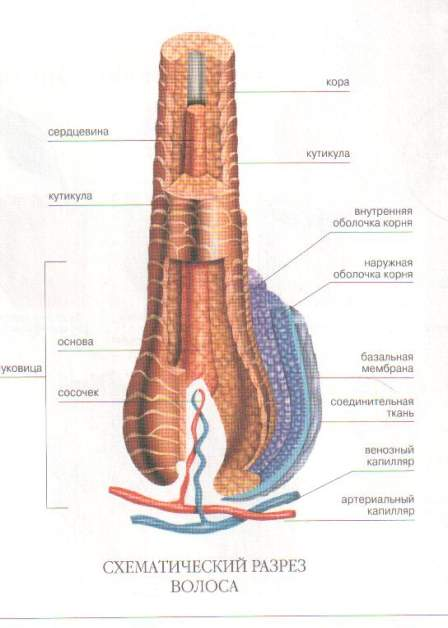 кора
сердцевина
кутикула
кутикула
внутренняя
оболочка корня
наружная
оболочка корня
основа
базальная
мембрана
уковица
сосочек
соединительная
ткань
венозный
капилляр
артериальный
капилляр
СХЕМАТИЧЕСКИЙ РАЗРЕЗ
ВОЛОСА